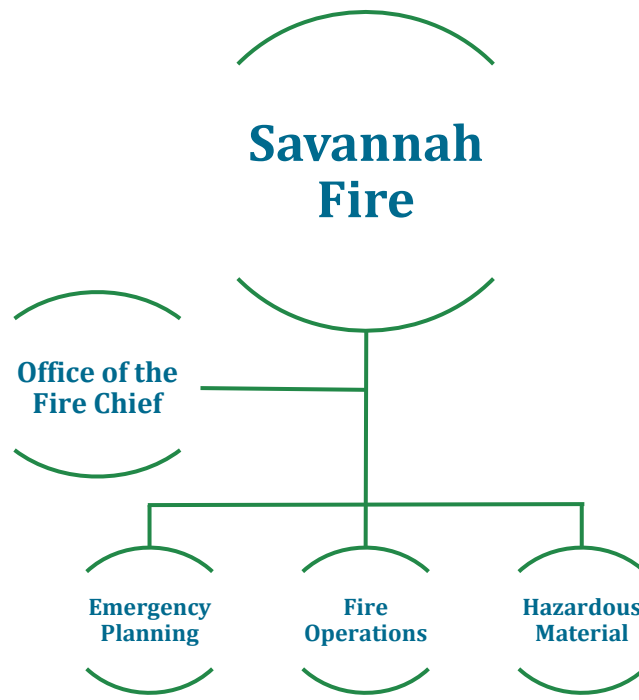 Savannah
Fire
Office of the
Fire Chief
Emergency
Planning
Fire
Operations
Hazardous
Material